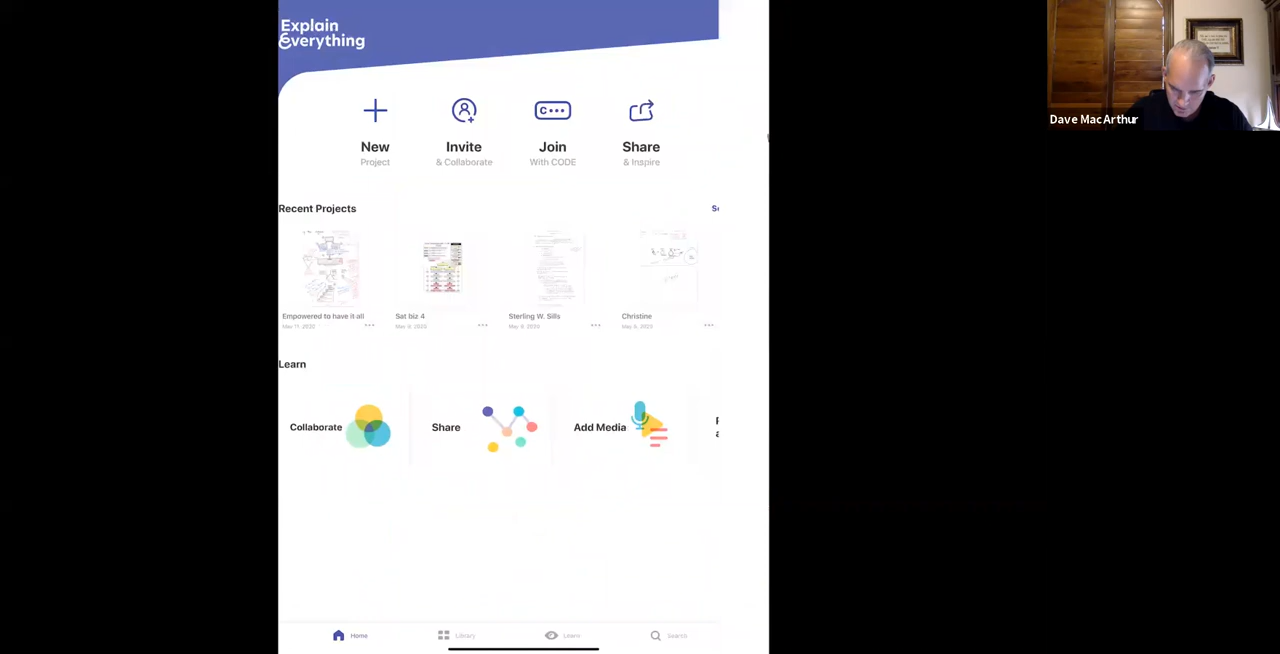 Explain
Everything
Dave MacArthur
New
Invite
Join
Share
Project
& Collaborate
With CODE
& Inspire
Recent Projects
Empowered to have it all
Sat biz 4
Sterling W. Sills
Christine
Learn
Collaborate
Share
Add Media
Home
Library
Learn
Search